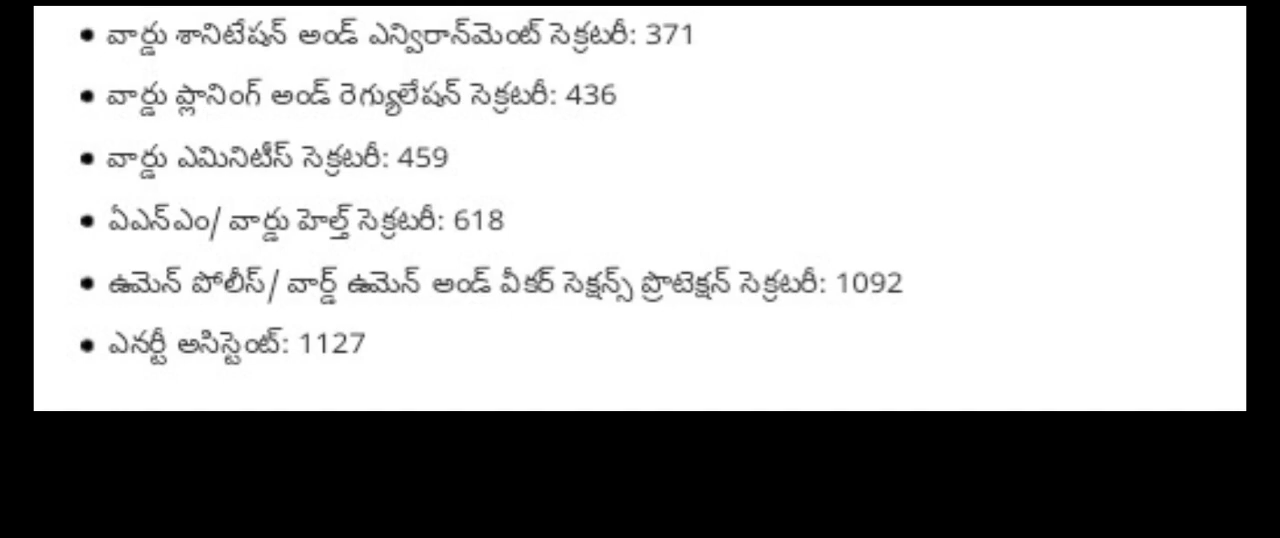 • వార్డు శానిటేషన్ అండ్ ఎన్విరాన్‌మెంట్ సెక్రటరీ: 371
• వార్డు ప్లానింగ్ అండ్ రెగ్యులేషన్ సెక్రటరీ: 436
• వార్డు ఎమినిటీస్ సెక్రటరీ: 459
• ఏఎన్ఎం/ వార్డు హెల్త్ సెక్రటరీ: 618
• ఉమెన్ పోలీస్/ వార్డ్ ఉమెన్ అండ్ వీకర్ సెక్షన్స్ ప్రొటెక్షన్ సెక్రటరీ: 1092
• ఎనర్టీ అసిస్టెంట్: 1127